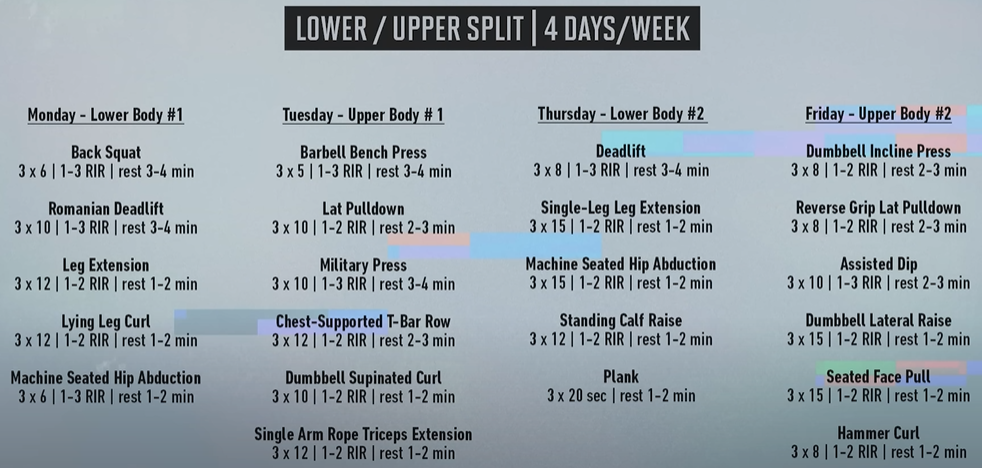 LOWER / UPPER SPLIT | 4 DAYS/WEEK
Monday - Lower Body #1
Back Squat
3 x 6 | 1-3 RIR | rest 3-4 min
Romanian Deadlift
3 x 10 | 1-3 RIR | rest 3-4 min
Leg Extension
3 x 12 | 1-2 RIR | rest 1-2 min
Lying Leg Curl
3 x 12 | 1-2 RIR | rest 1-2 min
Machine Seated Hip Abduction
3 x 6 | 1-3 RIR | rest 1-2 min
Tuesday - Upper Body # 1
Barbell Bench Press
3 x 5 | 1-3 RIR | rest 3-4 min
Lat Pulldown
3 x 10 | 1-2 RIR | rest 2-3 min
Military Press
3 x 10 | 1-3 RIR | rest 3-4 min
Chest-Supported T-Bar Row
3 x 12 | 1-2 RIR | rest 2-3 min
Dumbbell Supinated Curl
3 x 10 | 1-2 RIR | rest 1-2 min
Single Arm Rope Triceps Extension
3 x 12 | 1-2 RIR | rest 1-2 min
Thursday - Lower Body #2
Deadlift
3 x 8 | 1-3 RIR | rest 3-4 min
Single-Leg Leg Extension
3 x 15 | 1-2 RIR | rest 1-2 min
Machine Seated Hip Abduction
3 x 15 | 1-2 RIR | rest 1-2 min
Standing Calf Raise
3 x 12 | 1-2 RIR | rest 1-2 min
Plank
3 x 20 sec | rest 1-2 min
Friday - Upper Body #2
Dumbbell Incline Press
3 x 8 | 1-2 RIR | rest 2-3 min
Reverse Grip Lat Pulldown
3 x 8 | 1-2 RIR | rest 2-3 min
Assisted Dip
3 x 10 | 1-3 RIR | rest 2-3 min
Dumbbell Lateral Raise
3 x 15 | 1-2 RIR | rest 1-2 min
Seated Face Pull
3 x 15 | 1-2 RIR | rest 1-2 min
Hammer Curl
3 x 8 | 1-2 RIR | rest 1-2 min